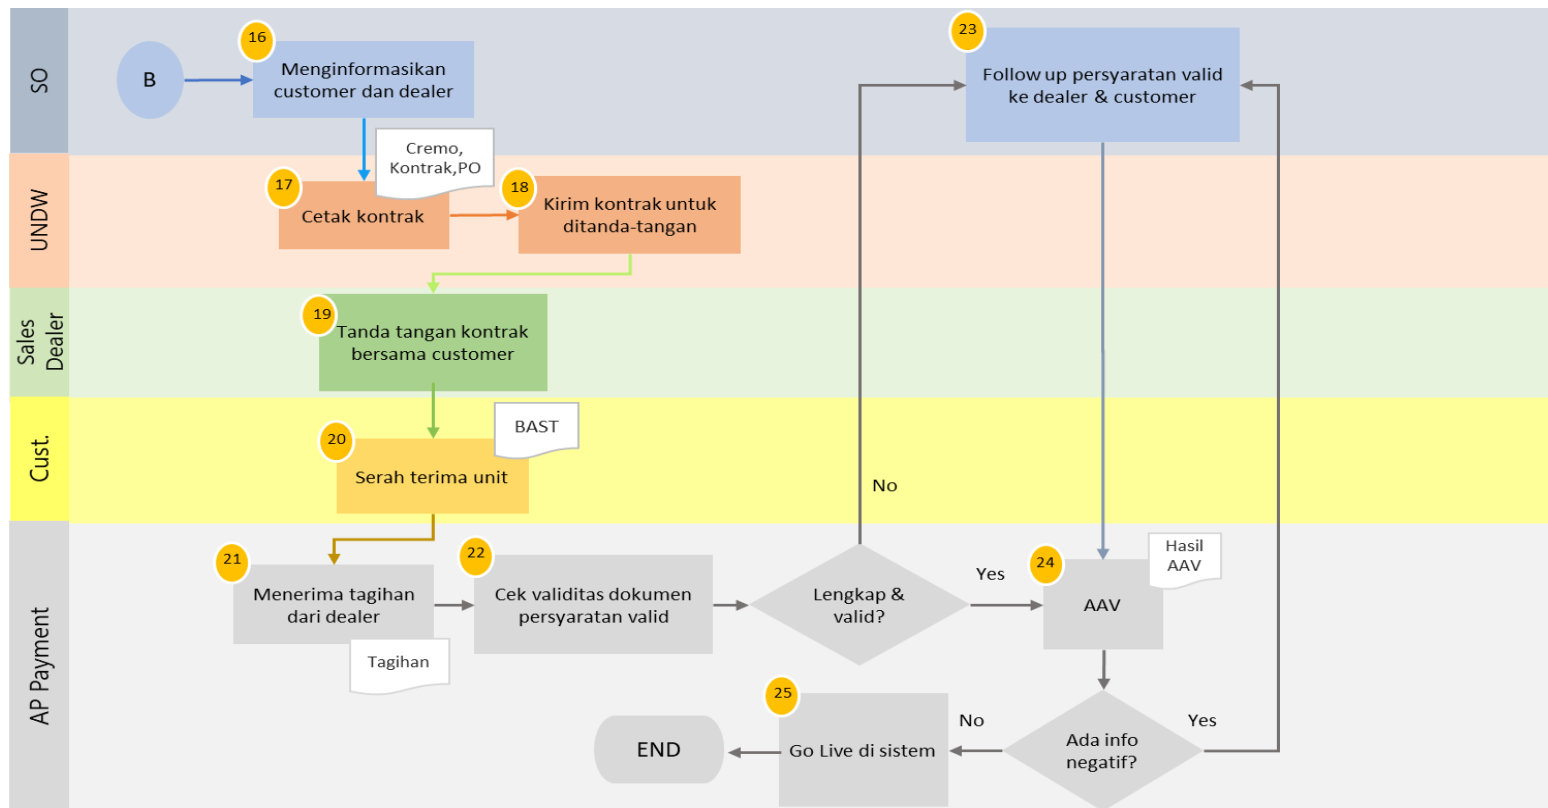 SO
B
16
Menginformasikan
customer dan dealer
23
Follow up persyaratan valid
ke dealer & customer
UNDW
Cremo,
Kontrak,PO
17
Cetak kontrak
18
Kirim kontrak untuk
ditanda-tangan
Sales
Dealer
19
Tanda tangan kontrak
bersama customer
Cust.
BAST
20
Serah terima unit
No
AP Payment
21
Menerima tagihan
dari dealer
Tagihan
22
Cek validitas dokumen
persyaratan valid
Lengkap &
valid?
Yes
24
AAV
Hasil
AAV
Ada info
negatif?
Yes
No
25
Go Live di sistem
END